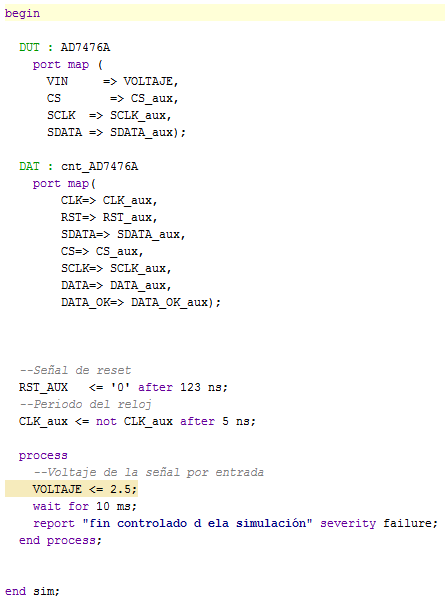 begin
DUT : AD7476A
port map (
VIN => VOLTAJE,
CS => CS_aux,
SCLK => SCLK_aux,
SDATA => SDATA_aux);
DAT : cnt_AD7476A
port map(
CLK=> CLK_aux,
RST=> RST_aux,
SDATA=> SDATA_aux,
CS=> CS_aux,
SCLK=> SCLK_aux,
DATA=> DATA_aux,
DATA_OK=> DATA_OK_aux);
--Señal de reset
RST_AUX <= '0' after 123 ns;
--Periodo del reloj
CLK_aux <= not CLK_aux after 5 ns;
process
--Voltaje de la señal por entrada
VOLTAJE <= 2.5;
wait for 10 ms;
report "fin controlado d ela simulación" severity failure;
end process;
end sim;